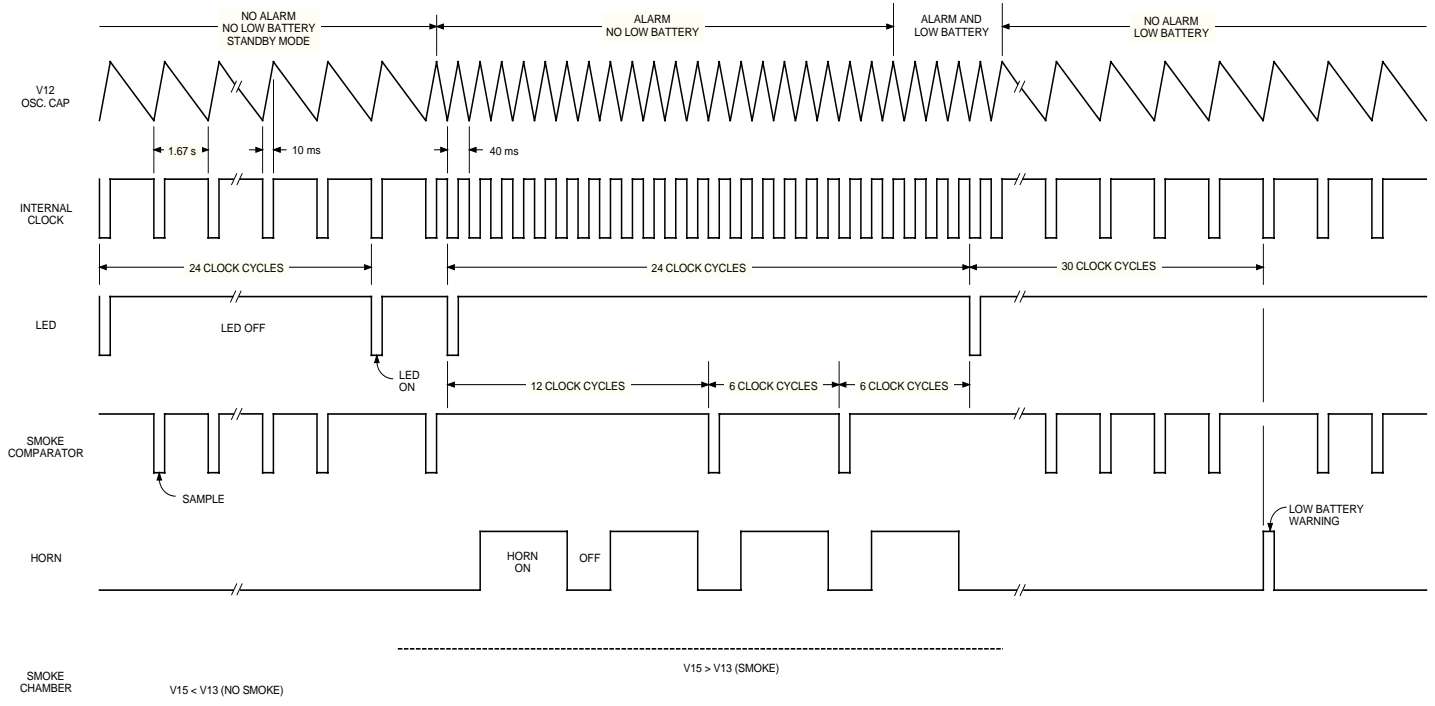 NO ALARM
NO LOW BATTERY
STANDBY MODE
ALARM
NO LOW BATTERY
ALARM AND
LOW BATTERY
NO ALARM
LOW BATTERY
V12
OSC. CAP
1.67 s
10 ms
40 ms
INTERNAL
CLOCK
24 CLOCK CYCLES
24 CLOCK CYCLES
30 CLOCK CYCLES
LED
LED OFF
LED
ON
12 CLOCK CYCLES
6 CLOCK CYCLES
6 CLOCK CYCLES
SMOKE
COMPARATOR
SAMPLE
LOW BATTERY
WARNING
HORN
HORN
ON
OFF
V15 > V13 (SMOKE)
SMOKE
CHAMBER
V15 < V13 (NO SMOKE)